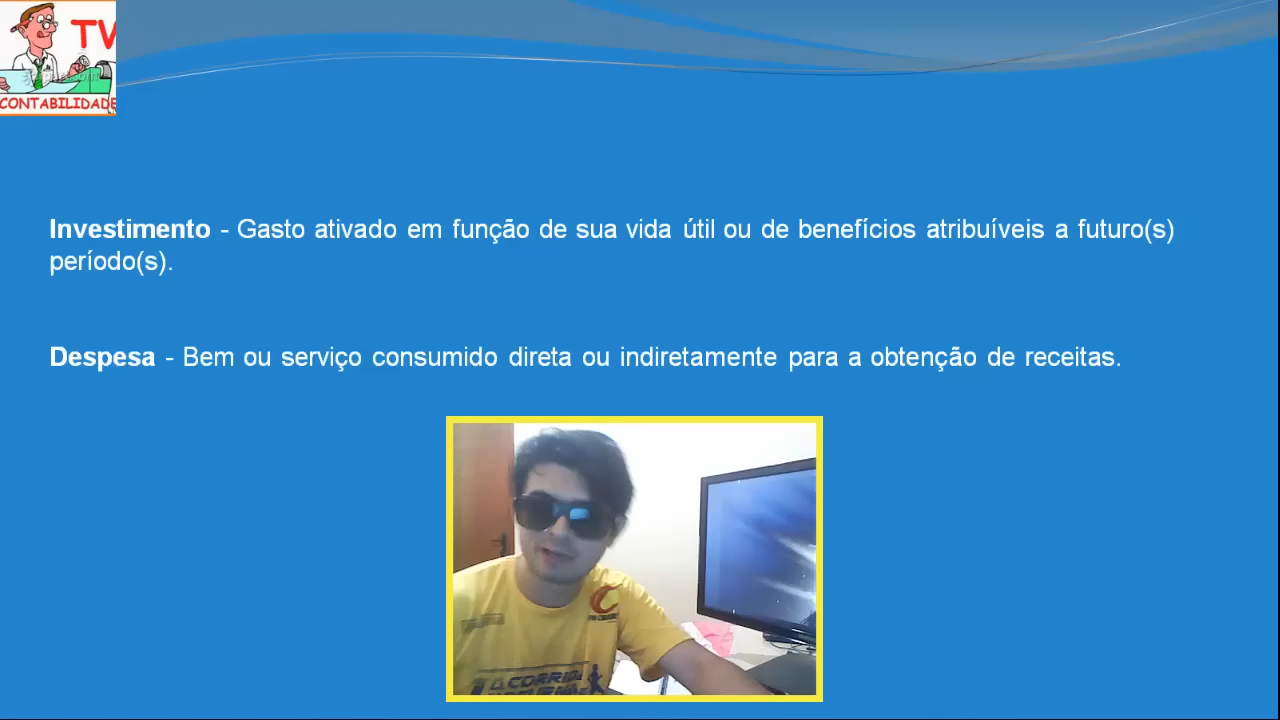 TV
CONTABILIDADE
Investimento - Gasto ativado em função de sua vida útil ou de benefícios atribuíveis a futuro(s)
período(s).
Despesa - Bem ou serviço consumido direta ou indiretamente para a obtenção de receitas.